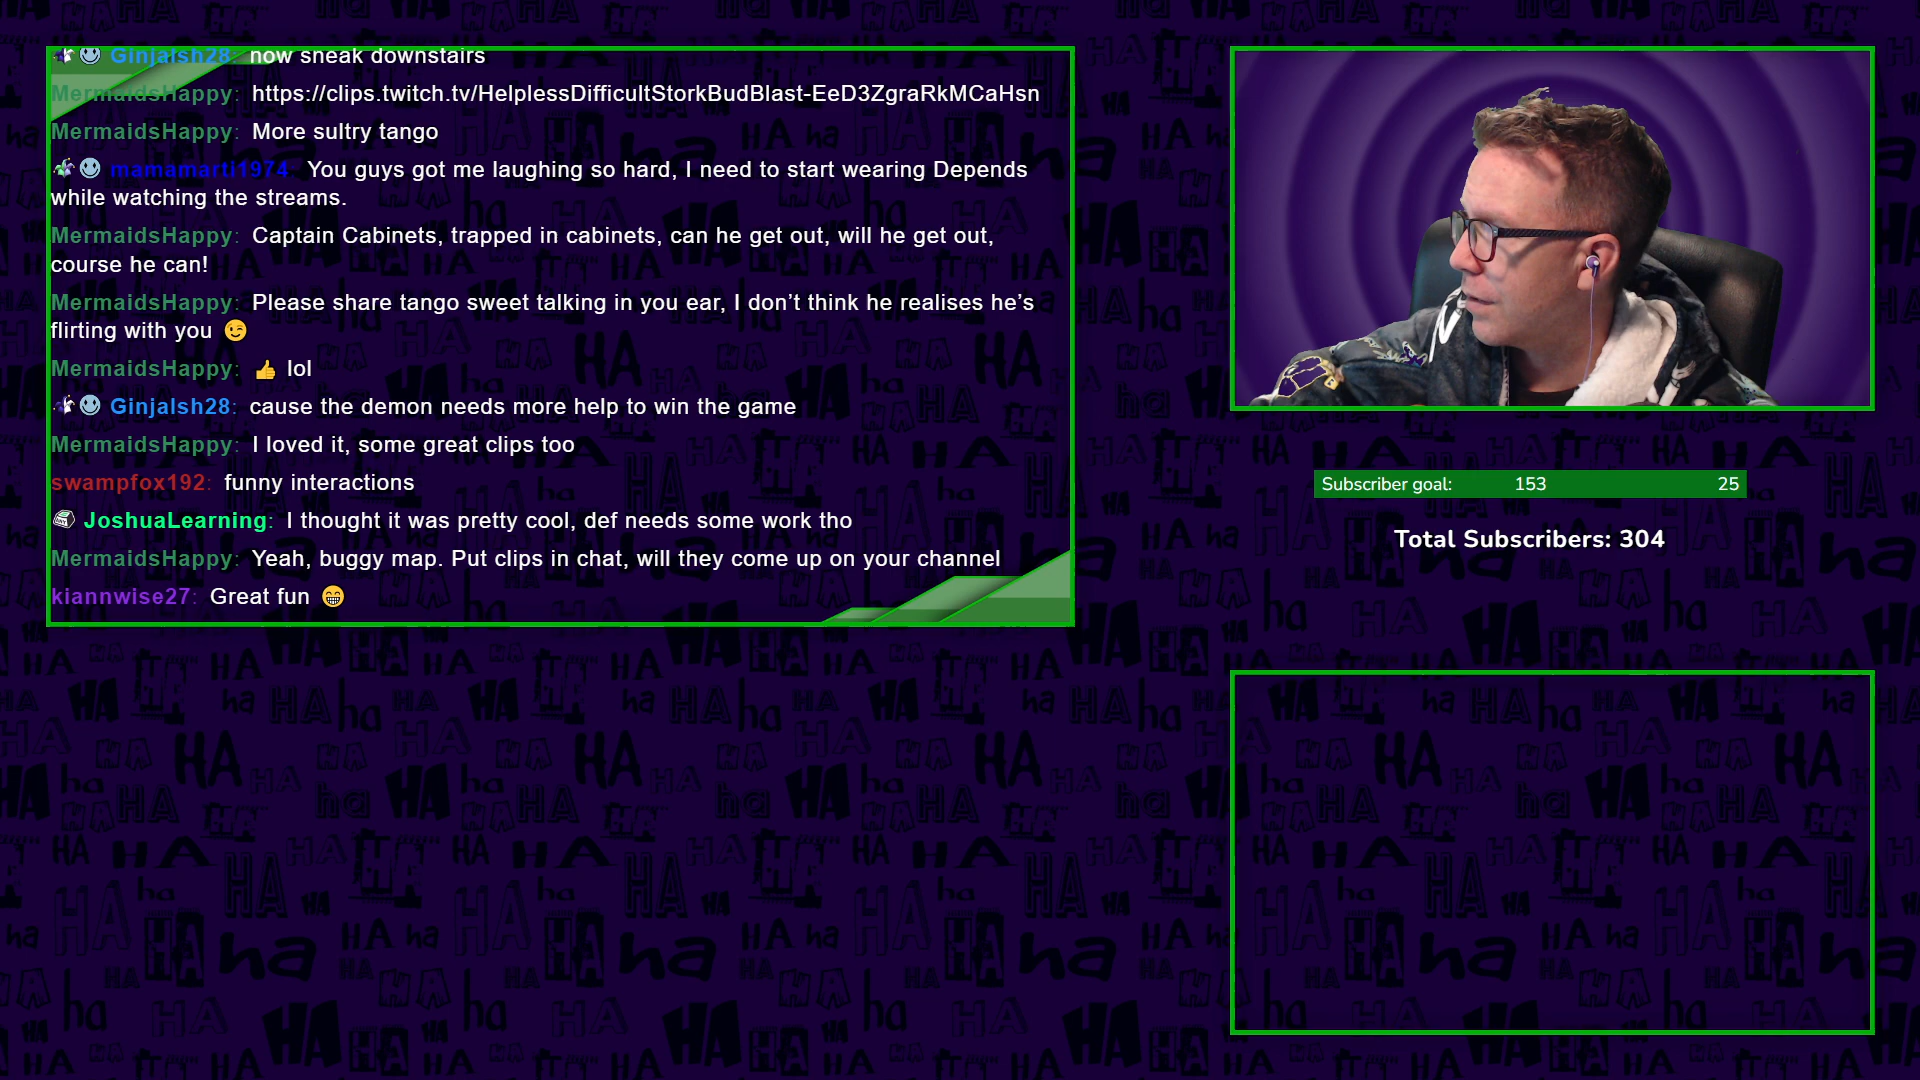 Ginjalsh28: now sneak downstairs
MermaidsHappy: https://clips.twitch.tv/HelplessDifficultStorkBudBlast-EeD3ZgraRkMCaHsn
MermaidsHappy: More sultry tango
mamamarti1974: You guys got me laughing so hard, I need to start wearing Depends
while watching the streams.
MermaidsHappy: Captain Cabinets, trapped in cabinets, can he get out, will he get out,
course he can!
MermaidsHappy: Please share tango sweet talking in you ear, I don’t think he realises he’s
flirting with you 😉
MermaidsHappy: 👍 lol
Ginjalsh28: cause the demon needs more help to win the game
MermaidsHappy: I loved it, some great clips too
swampfox192: funny interactions
JoshuaLearning: I thought it was pretty cool, def needs some work tho
MermaidsHappy: Yeah, buggy map. Put clips in chat, will they come up on your channel
kiannwise27: Great fun 😁
Subscriber goal: 153 25
Total Subscribers: 304